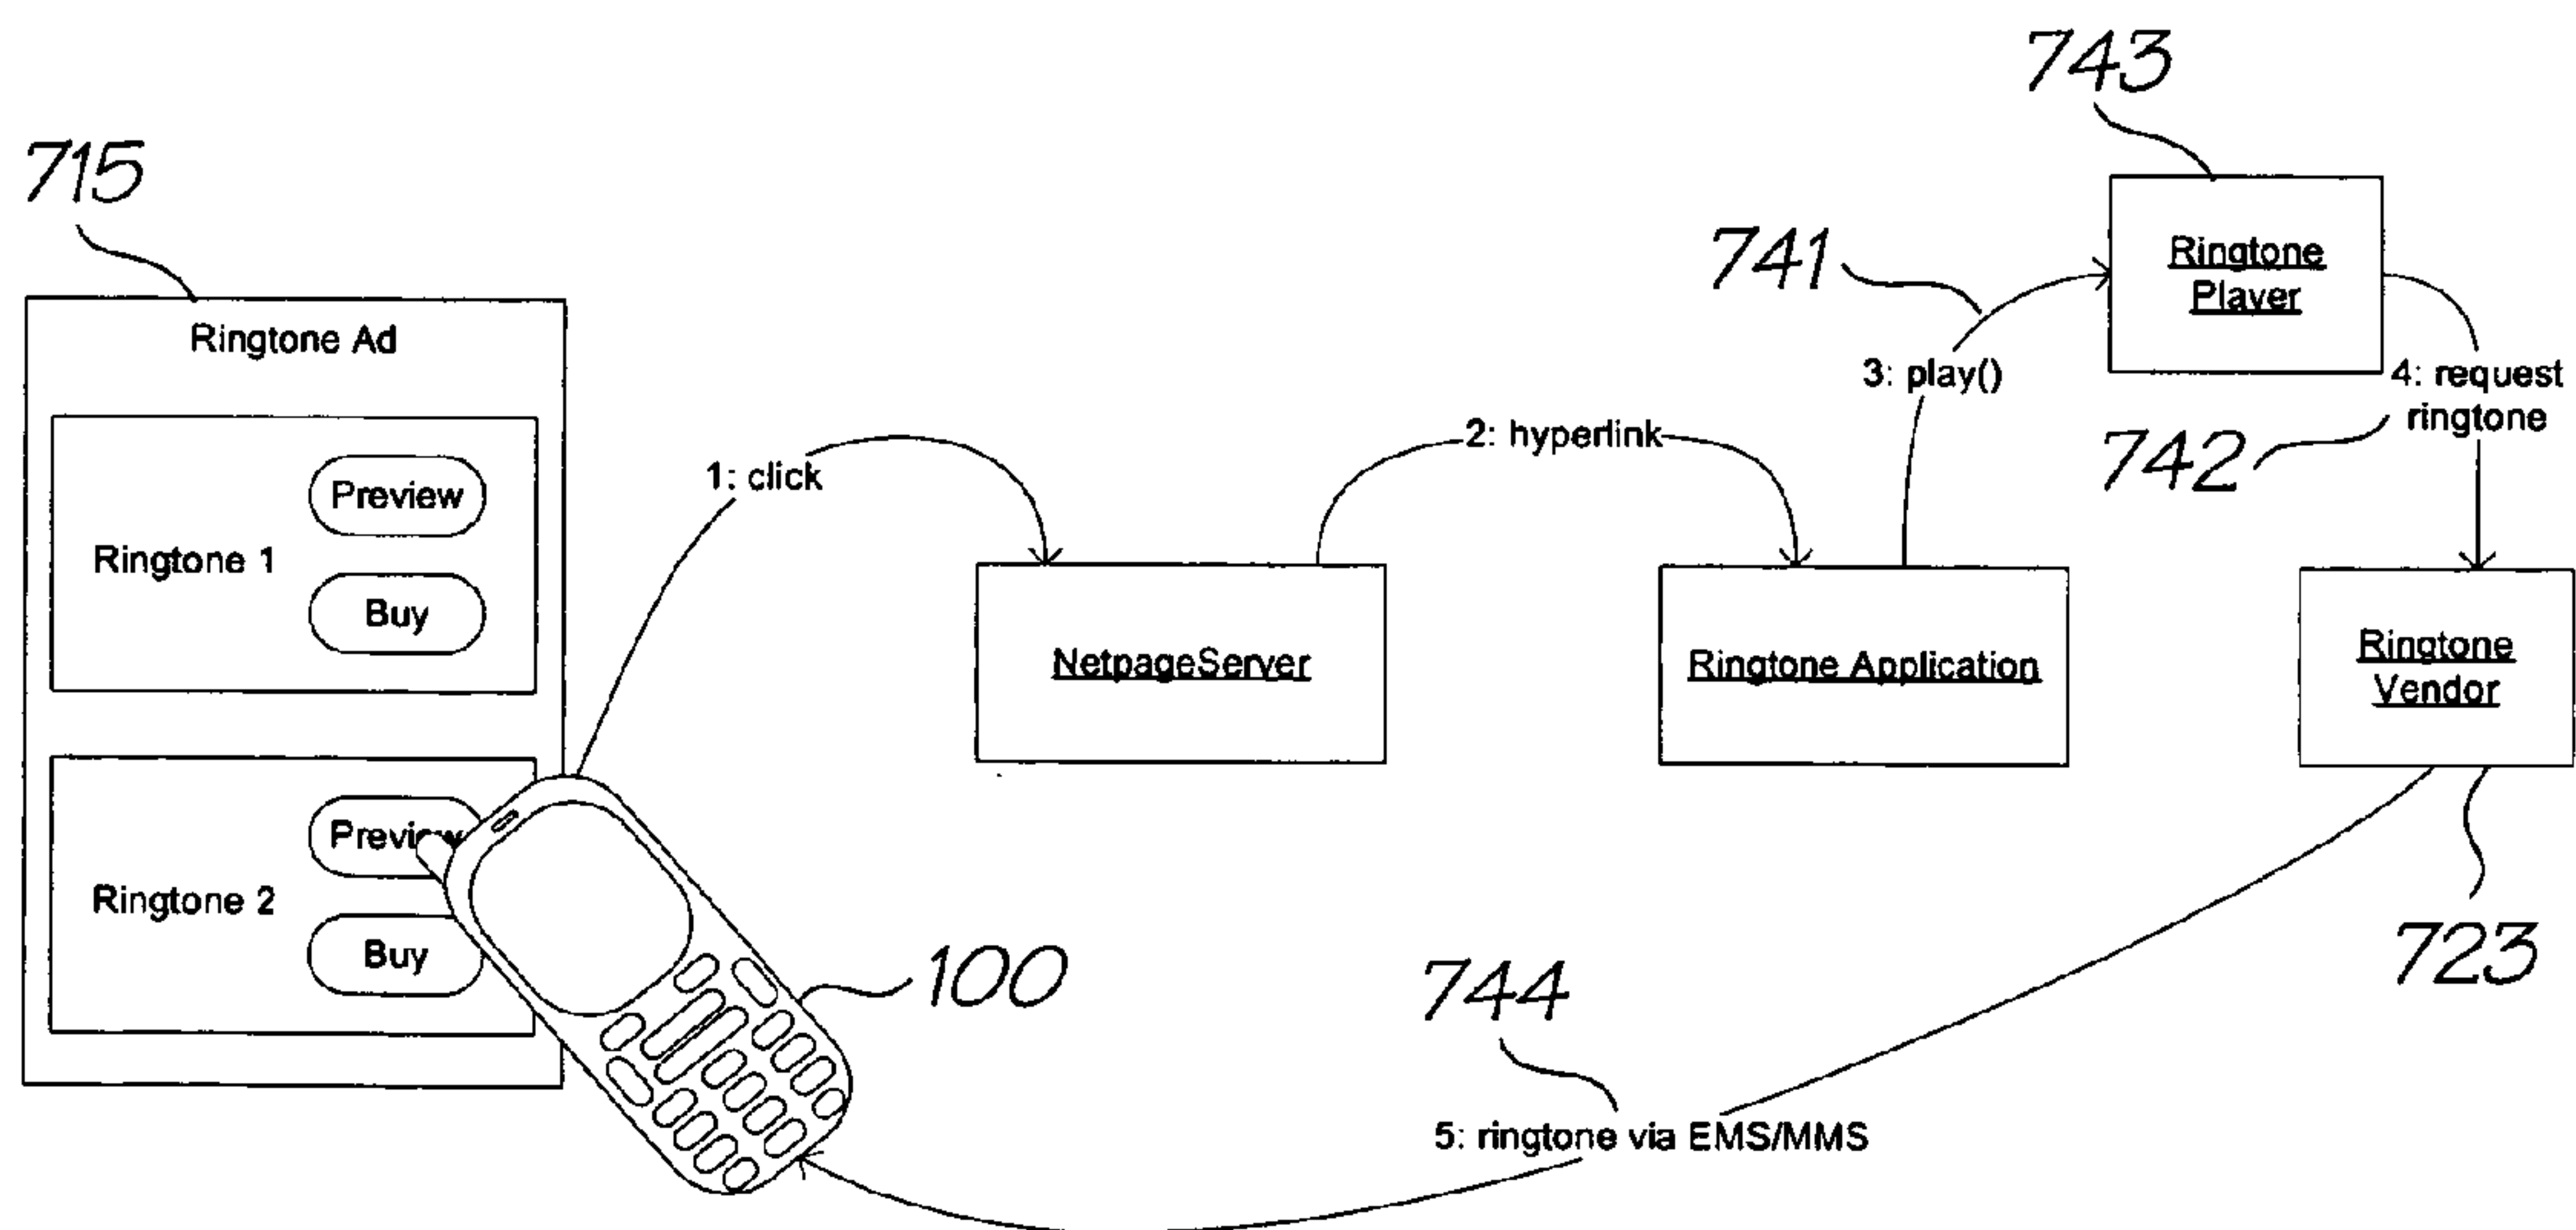 743
715
741
Ringtone
Player
Ringtone Ad
3: play()
4: request
ringtone
742
2: hyperlink
1: click
Preview
Ringtone 1
Buy
NetpageServer
Ringtone Application
Ringtone
Vendor
Preview
Ringtone 2
Buy
100
744
723
5: ringtone via EMS/MMS